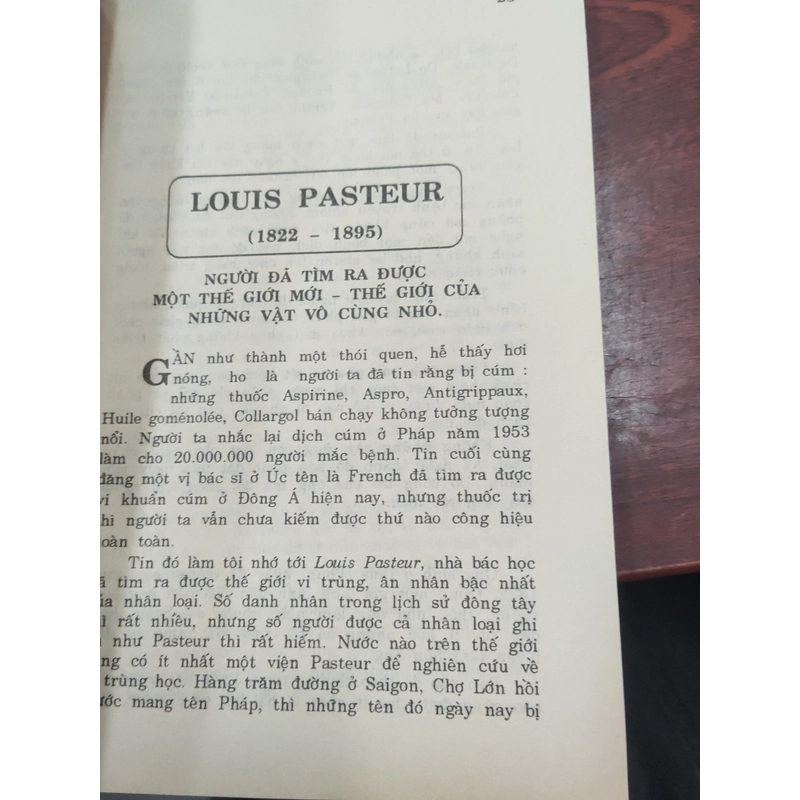 LOUIS PASTEUR
(1822 – 1895)
NGƯỜI ĐÃ TÌM RA ĐƯỢC
MỘT THẾ GIỚI MỚI – THẾ GIỚI CỦA
NHỮNG VẬT VÔ CÙNG NHỎ.
GẦN như thành một thói quen, hễ thấy hơi
nóng, ho là người ta đã tin rằng bị cúm :
những thuốc Aspirine, Aspro, Antigrippaux,
Huile goménolée, Collargol bán chạy không tưởng tượng
nổi. Người ta nhắc lại dịch cúm ở Pháp năm 1953
làm cho 20.000.000 người mắc bệnh. Tin cuối cùng
đăng một vị bác sĩ ở Úc tên là French đã tìm ra được
vi khuẩn cúm ở Đông Á hiện nay, nhưng thuốc trị
người ta vẫn chưa kiếm được thứ nào công hiệu
toàn.
Tin đó làm tôi nhớ tới Louis Pasteur, nhà bác học
tìm ra được thế giới vi trùng, ân nhân bậc nhất
nhân loại. Số danh nhân trong lịch sử đông tây
rất nhiều, nhưng số người được cả nhân loại ghi
như Pasteur thì rất hiếm. Nước nào trên thế giới
có ít nhất một viện Pasteur để nghiên cứu về
trùng học. Hàng trăm đường ở Saigon, Chợ Lớn hồi
mang tên Pháp, thì những tên đó ngày nay bị